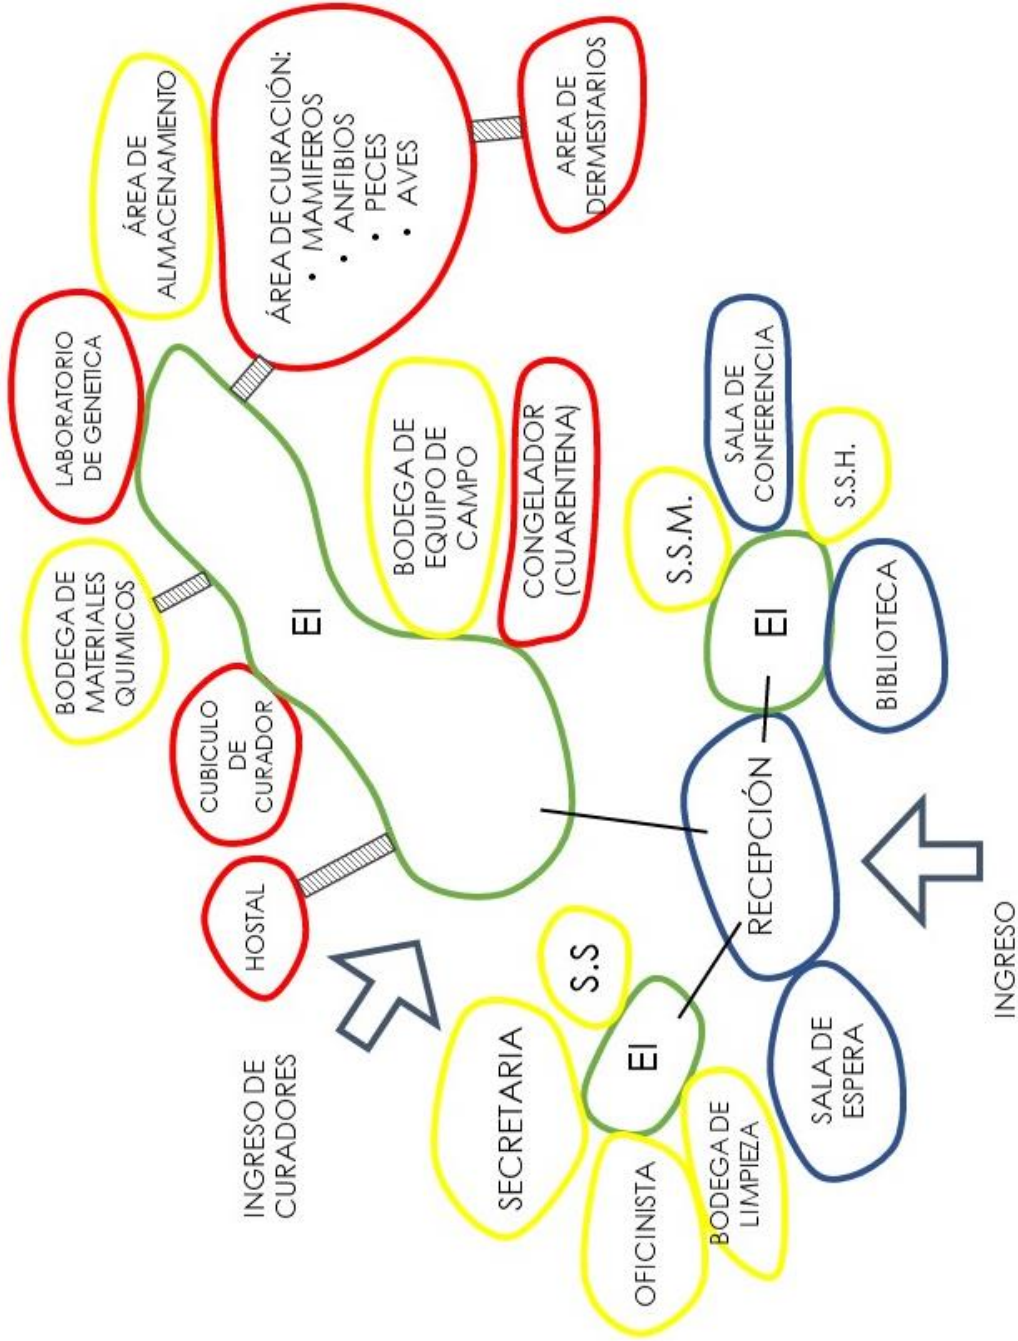 LABORATORIO
DE GENETICA
ÁREA DE
ALMACENAMIENTO
BODEGA DE
MATERIALES
QUIMICOS
CUBICULO
DE
CURADOR
HOSTAL
INGRESO DE
CURADORES
EI
ÁREA DE CURACIÓN:
• MAMIFEROS
• ANFIBIOS
• PECES
• AVES
BODEGA DE
EQUIPO DE
CAMPO
CONGELADOR
(CUARENTENA)
AREA DE
DERMESTARIOS
SECRETARIA
S.S
EI
OFICINISTA
BODEGA DE
LIMPIEZA
RECEPCIÓN
SALA DE
ESPERA
EI
S.S.M.
SALA DE
CONFERENCIA
S.S.H.
BIBLIOTECA
INGRESO